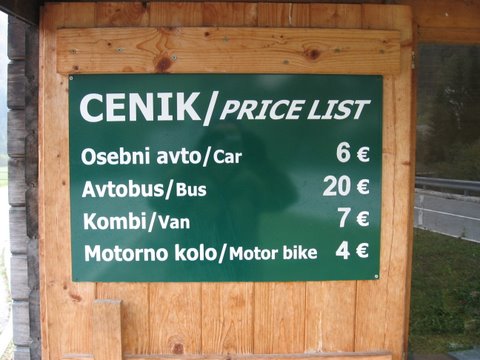 CENIK/PRICE LIST
Osebni avto/Car 6 €
Avtobus/Bus 20 €
Kombi/Van 7 €
Motorno kolo/Motor bike 4 €